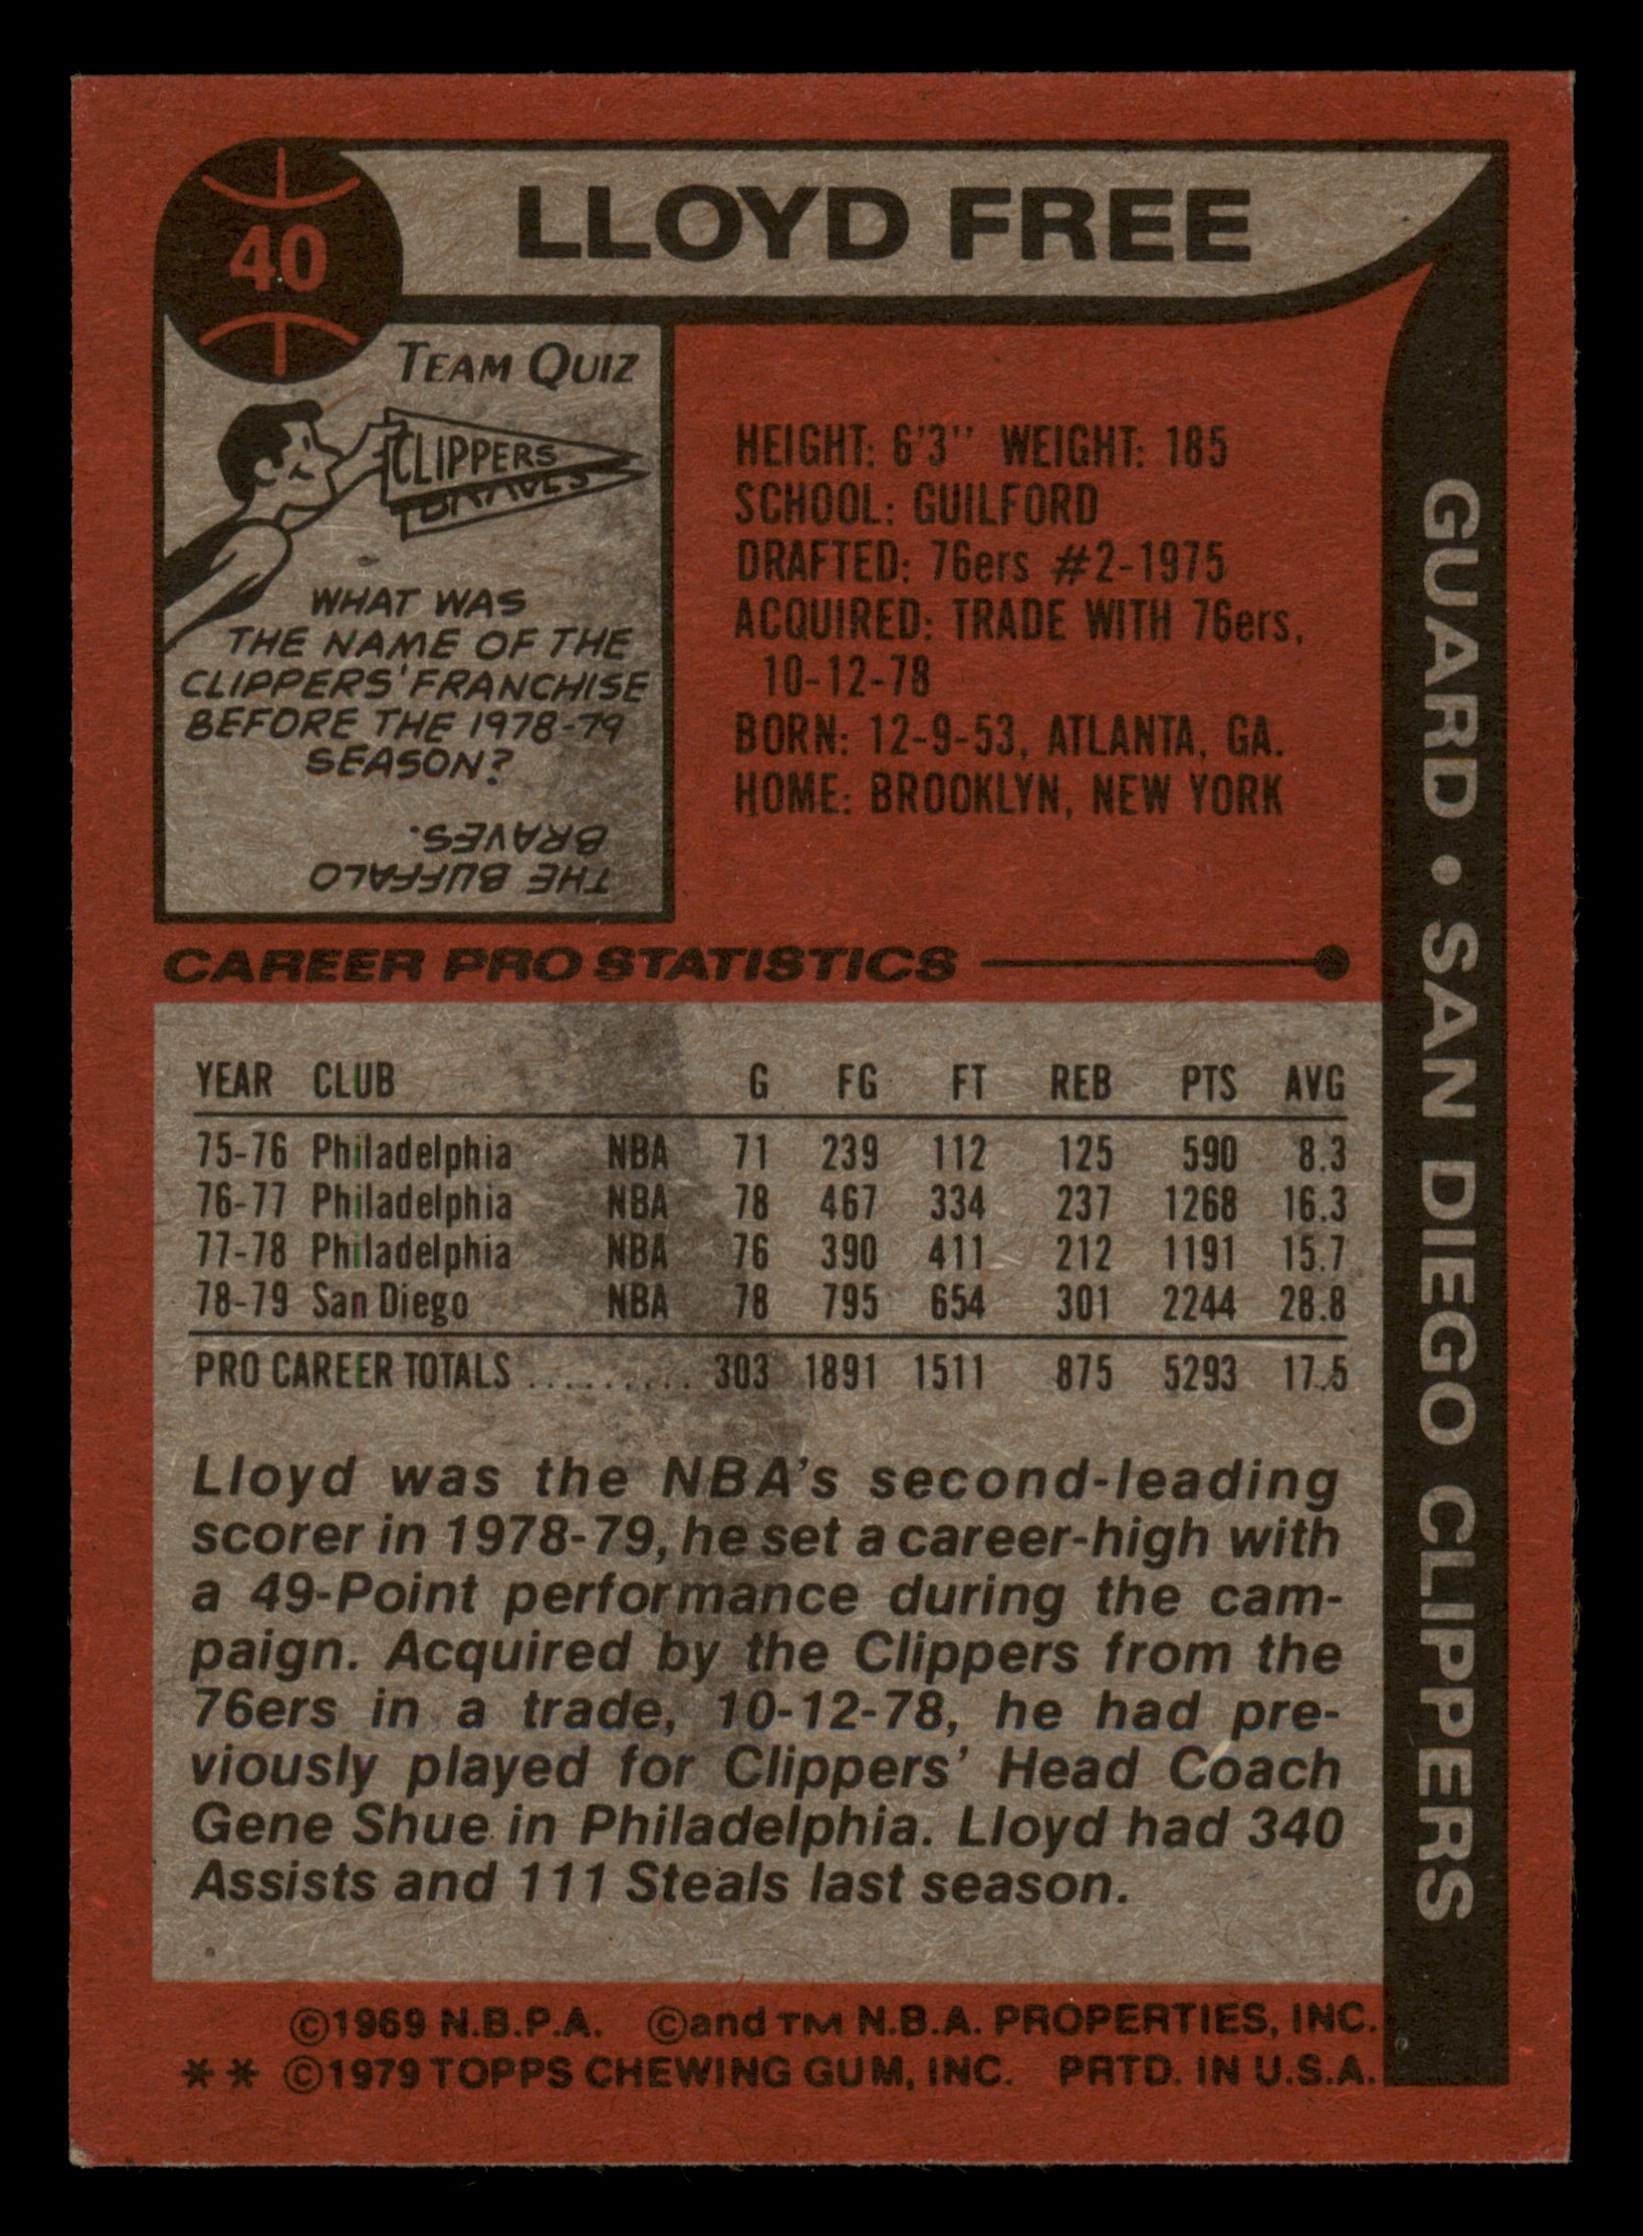 40
LLOYD FREE
TEAM QUIZ
CLIPPERS
BRAVES
WHAT WAS
THE NAME OF THE
CLIPPERS' FRANCHISE
BEFORE THE 1978-79
SEASON?
THE BUFFALO
BRAVES.
HEIGHT: 6'3" WEIGHT: 185
SCHOOL: GUILFORD
DRAFTED: 76ers #2-1975
ACQUIRED: TRADE WITH 76ers,
10-12-78
BORN: 12-9-53, ATLANTA, GA.
HOME: BROOKLYN, NEW YORK
GUARD • SAN DIEGO CLIPPERS
CAREER PRO STATISTICS
YEAR CLUB G FG FT REB PTS AVG
75-76 Philadelphia NBA 71 239 112 125 590 8.3
76-77 Philadelphia NBA 78 467 334 237 1268 16.3
77-78 Philadelphia NBA 76 390 411 212 1191 15.7
78-79 San Diego NBA 78 795 654 301 2244 28.8
PRO CAREER TOTALS .......... 303 1891 1511 875 5293 17.5
Lloyd was the NBA's second-leading
scorer in 1978-79, he set a career-high with
a 49-Point performance during the cam-
paign. Acquired by the Clippers from the
76ers in a trade, 10-12-78, he had pre-
viously played for Clippers' Head Coach
Gene Shue in Philadelphia. Lloyd had 340
Assists and 111 Steals last season.
©1969 N.B.P.A. ©and TM N.B.A. PROPERTIES, INC.
** ©1979 TOPPS CHEWING GUM, INC. PRTD. IN U.S.A.